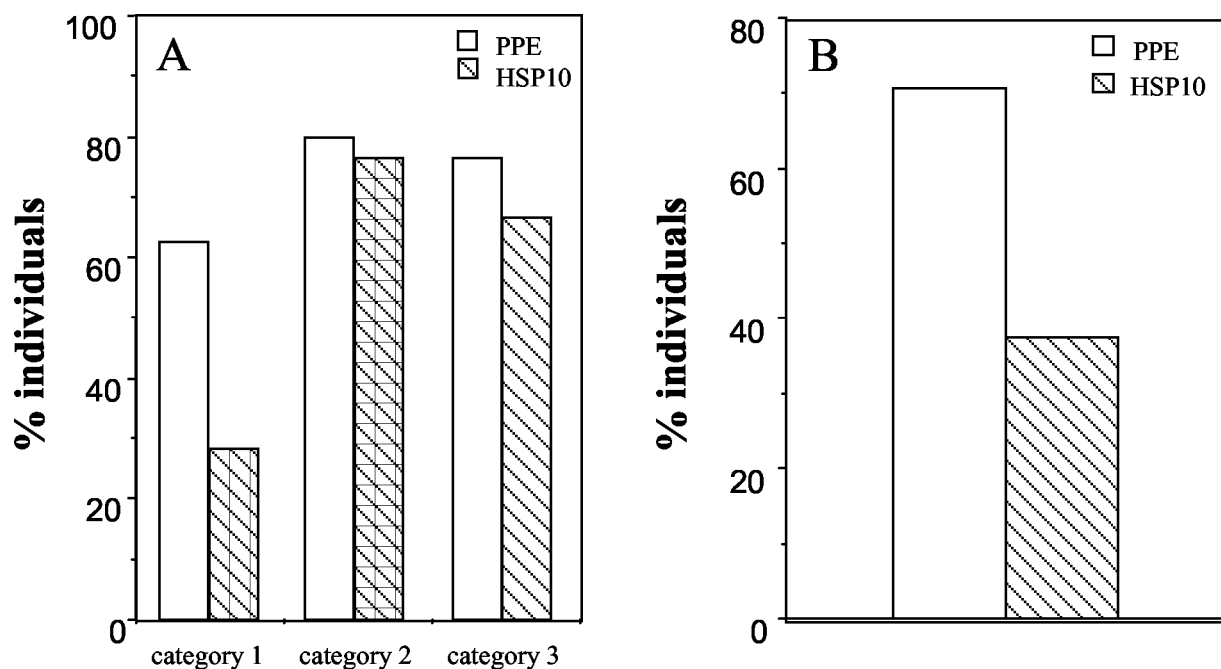 A
PPE
HSP10
% individuals
100
80
60
40
20
0
category 1 category 2 category 3
B
PPE
HSP10
% individuals
80
60
40
20
0